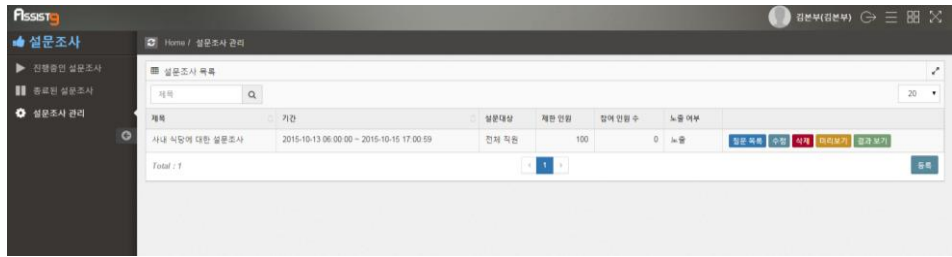 Assist9
김본부(김본부)
설문조사
Home / 설문조사 관리
진행중인 설문조사
종료된 설문조사
설문조사 관리
설문조사 목록
제목
20
제목 기간 설문대상 제한 인원 참여 인원 수 노출 여부
사내 식당에 대한 설문조사 2015-10-13 06:00:00 ~ 2015-10-15 17:00:59 전체 직원 100 0 노출 질문 목록 수정 삭제 미리보기 결과 보기
Total : 1 1 등록